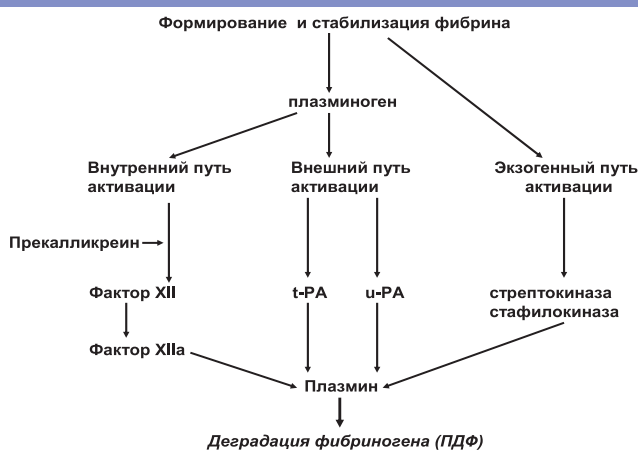 Формирование и стабилизация фибрина
плазминоген
Внутренний путь
активации
Внешний путь
активации
Экзогенный путь
активации
Прекалликреин
Фактор XII
t-PA
u-PA
стрептокиназа
стафилокиназа
Фактор XIIa
Плазмин
Деградация фибриногена (ПДФ)